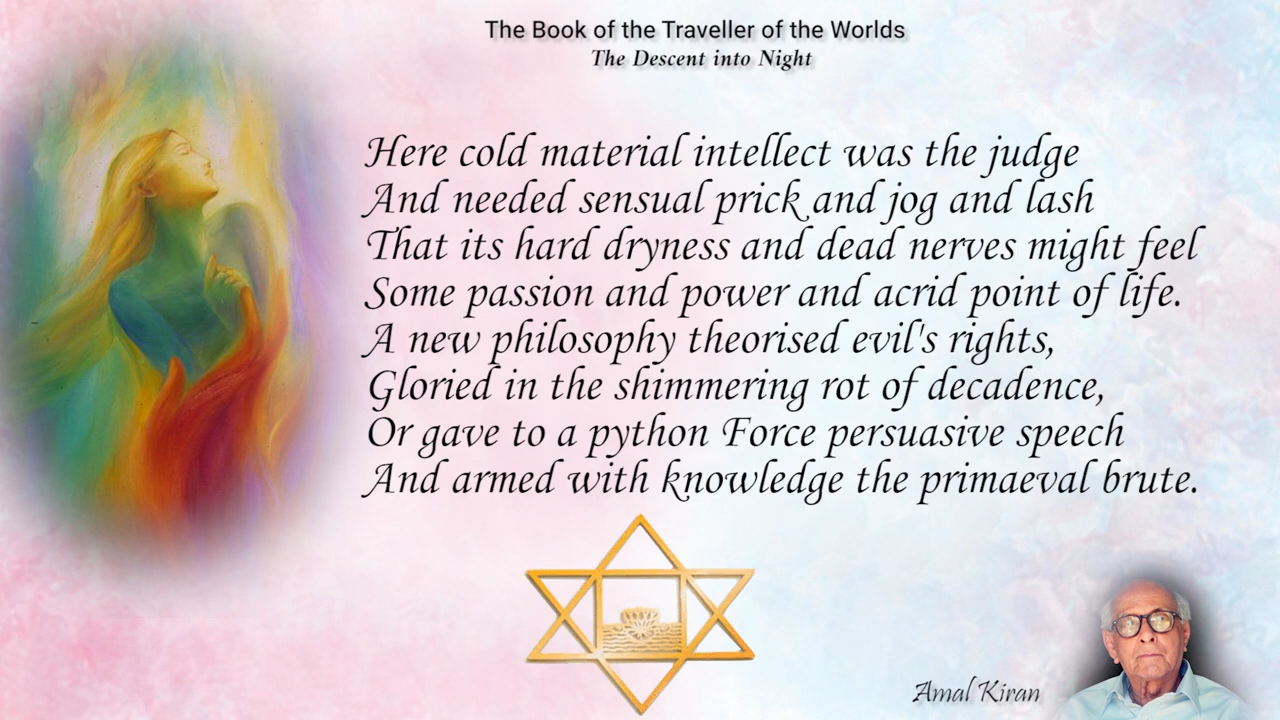 The Book of the Traveller of the Worlds
The Descent into Night
Here cold material intellect was the judge
And needed sensual prick and jog and lash
That its hard dryness and dead nerves might feel
Some passion and power and acrid point of life.
A new philosophy theorised evil's rights,
Gloried in the shimmering rot of decadence,
Or gave to a python Force persuasive speech
And armed with knowledge the primaeval brute.
Amal Kiran